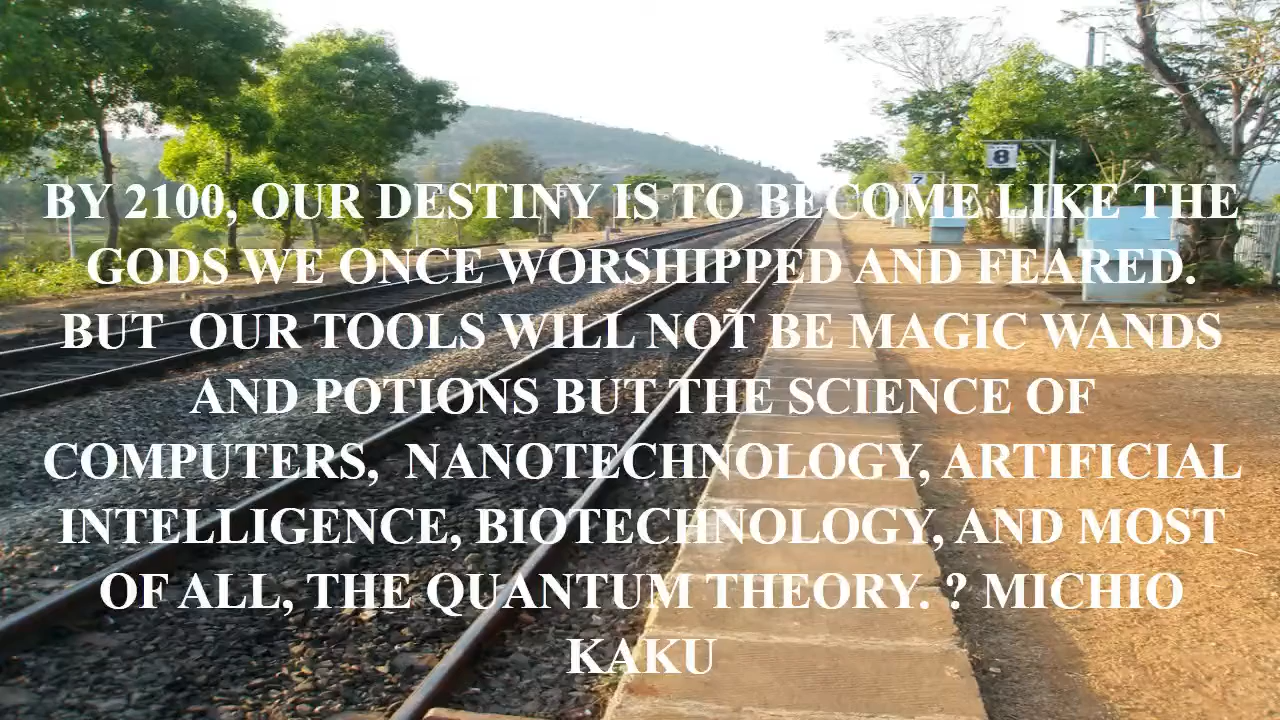 7
8
BY 2100, OUR DESTINY IS TO BECOME LIKE THE
GODS WE ONCE WORSHIPPED AND FEARED.
BUT  OUR TOOLS WILL NOT BE MAGIC WANDS
AND POTIONS BUT THE SCIENCE OF
COMPUTERS,  NANOTECHNOLOGY, ARTIFICIAL
INTELLIGENCE, BIOTECHNOLOGY, AND MOST
OF ALL, THE QUANTUM THEORY. ? MICHIO
KAKU